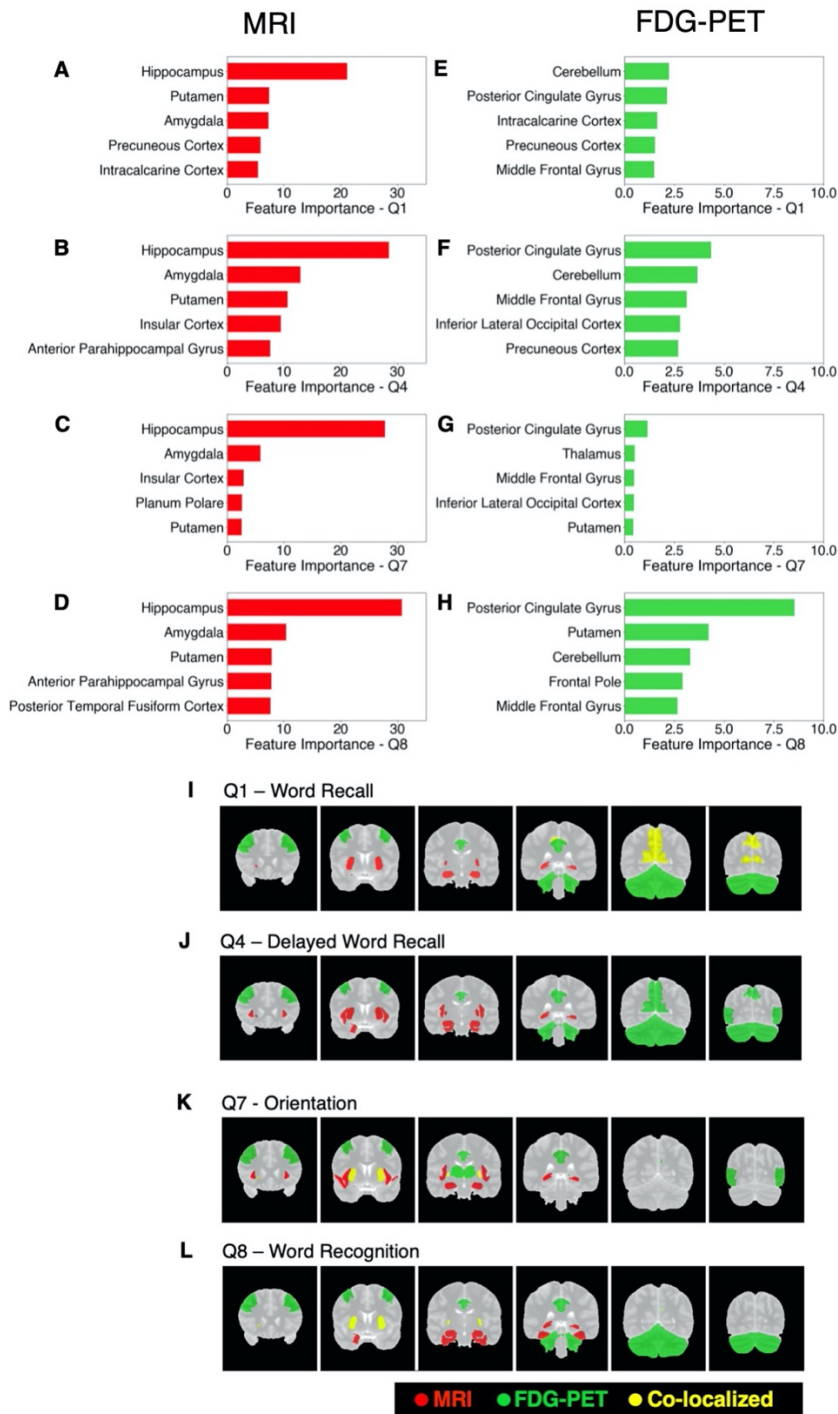 MRI
FDG-PET
A
Hippocampus
Putamen
Amygdala
Precuneous Cortex
Intracalcarine Cortex
0 10 20 30
Feature Importance - Q1
E
Cerebellum
Posterior Cingulate Gyrus
Intracalcarine Cortex
Precuneous Cortex
Middle Frontal Gyrus
0.0 2.5 5.0 7.5 10.0
Feature Importance - Q1
B
Hippocampus
Amygdala
Putamen
Insular Cortex
Anterior Parahippocampal Gyrus
0 10 20 30
Feature Importance - Q4
F
Posterior Cingulate Gyrus
Cerebellum
Middle Frontal Gyrus
Inferior Lateral Occipital Cortex
Precuneous Cortex
0.0 2.5 5.0 7.5 10.0
Feature Importance - Q4
C
Hippocampus
Amygdala
Insular Cortex
Planum Polare
Putamen
0 10 20 30
Feature Importance - Q7
G
Posterior Cingulate Gyrus
Thalamus
Middle Frontal Gyrus
Inferior Lateral Occipital Cortex
Putamen
0.0 2.5 5.0 7.5 10.0
Feature Importance - Q7
D
Hippocampus
Amygdala
Putamen
Anterior Parahippocampal Gyrus
Posterior Temporal Fusiform Cortex
0 10 20 30
Feature Importance - Q8
H
Posterior Cingulate Gyrus
Putamen
Cerebellum
Frontal Pole
Middle Frontal Gyrus
0.0 2.5 5.0 7.5 10.0
Feature Importance - Q8
I Q1 – Word Recall
J Q4 – Delayed Word Recall
K Q7 - Orientation
L Q8 – Word Recognition
MRI FDG-PET Co-localized